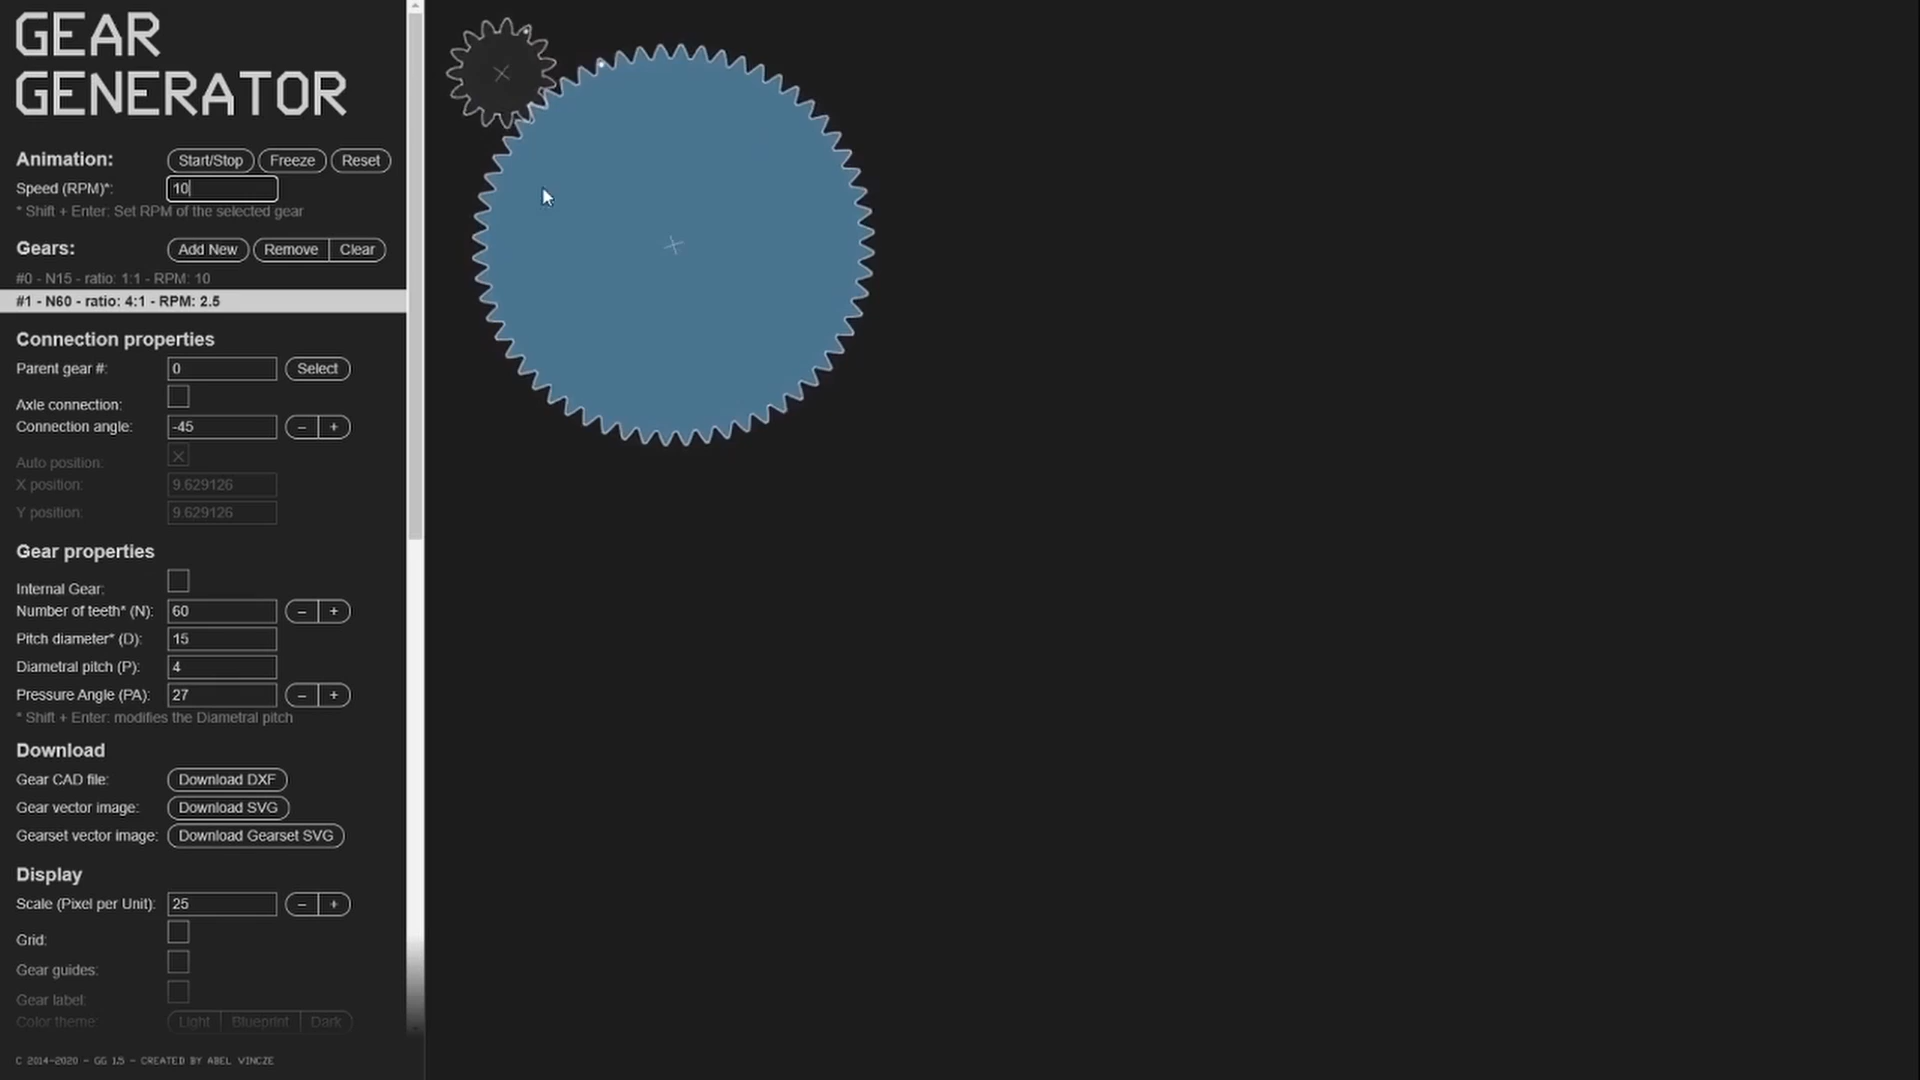 GEAR
GENERATOR
Animation: Start/Stop Freeze Reset
Speed (RPM)*: 10
* Shift + Enter: Set RPM of the selected gear
Gears: Add New Remove Clear
#0 - N15 - ratio: 1:1 - RPM: 10
#1 - N60 - ratio: 4:1 - RPM: 2.5
Connection properties
Parent gear #: 0 Select
Axle connection:
Connection angle: -45 – +
Auto position:
X position: 9.629126
Y position: 9.629126
Gear properties
Internal Gear:
Number of teeth* (N): 60 – +
Pitch diameter* (D): 15
Diametral pitch (P): 4
Pressure Angle (PA): 27 – +
* Shift + Enter: modifies the Diametral pitch
Download
Gear CAD file: Download DXF
Gear vector image: Download SVG
Gearset vector image: Download Gearset SVG
Display
Scale (Pixel per Unit): 25 – +
Grid:
Gear guides:
Gear label:
Color theme: Light Blueprint Dark
C 2014-2020 - GG 1.5 - CREATED BY ABEL VINCZE